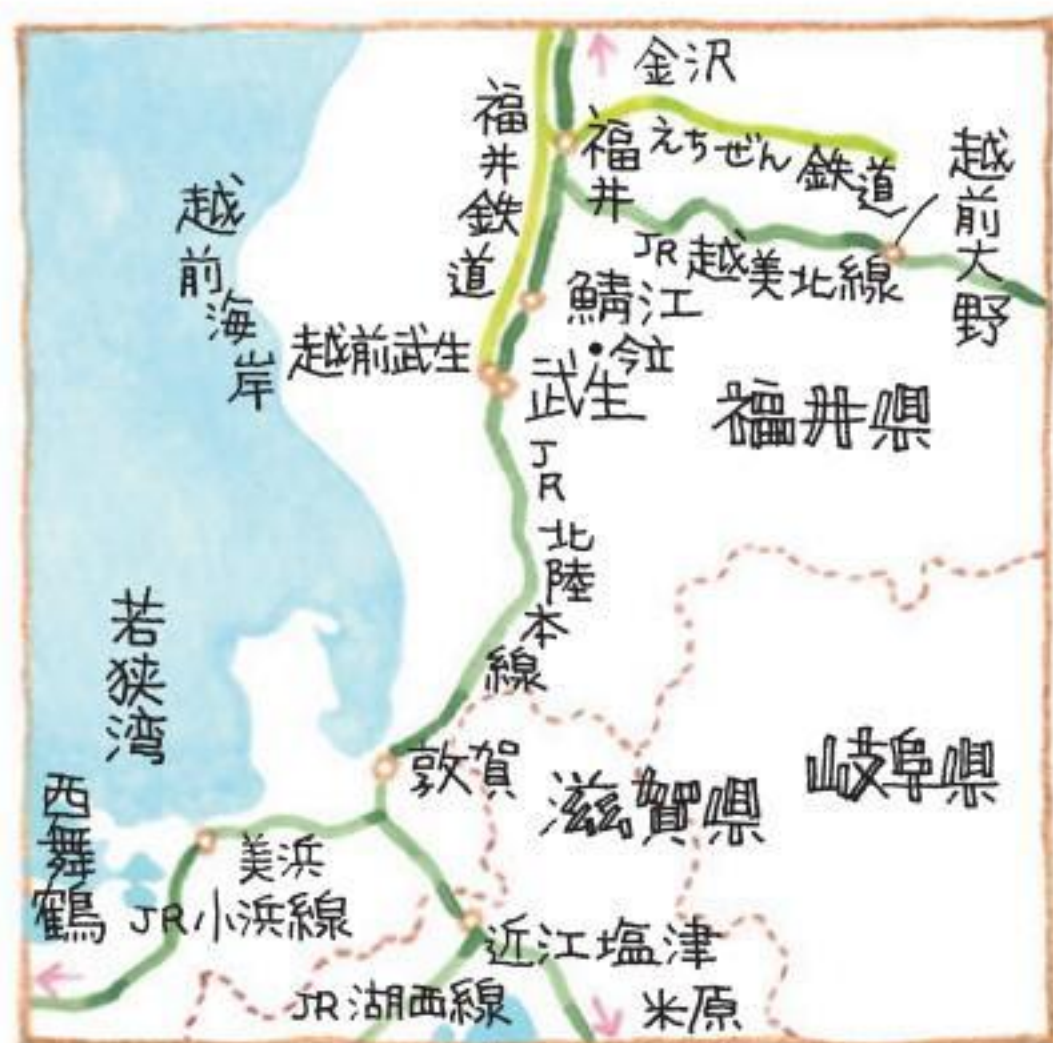 金沢
福井鉄道
福井
えちぜん鉄道
越前大野
越前海岸
JR越美北線
鯖江
越前武生
今立
武生
福井県
JR北陸本線
若狭湾
敦賀
滋賀県
岐阜県
西舞鶴
美浜
JR小浜線
近江塩津
JR湖西線
米原